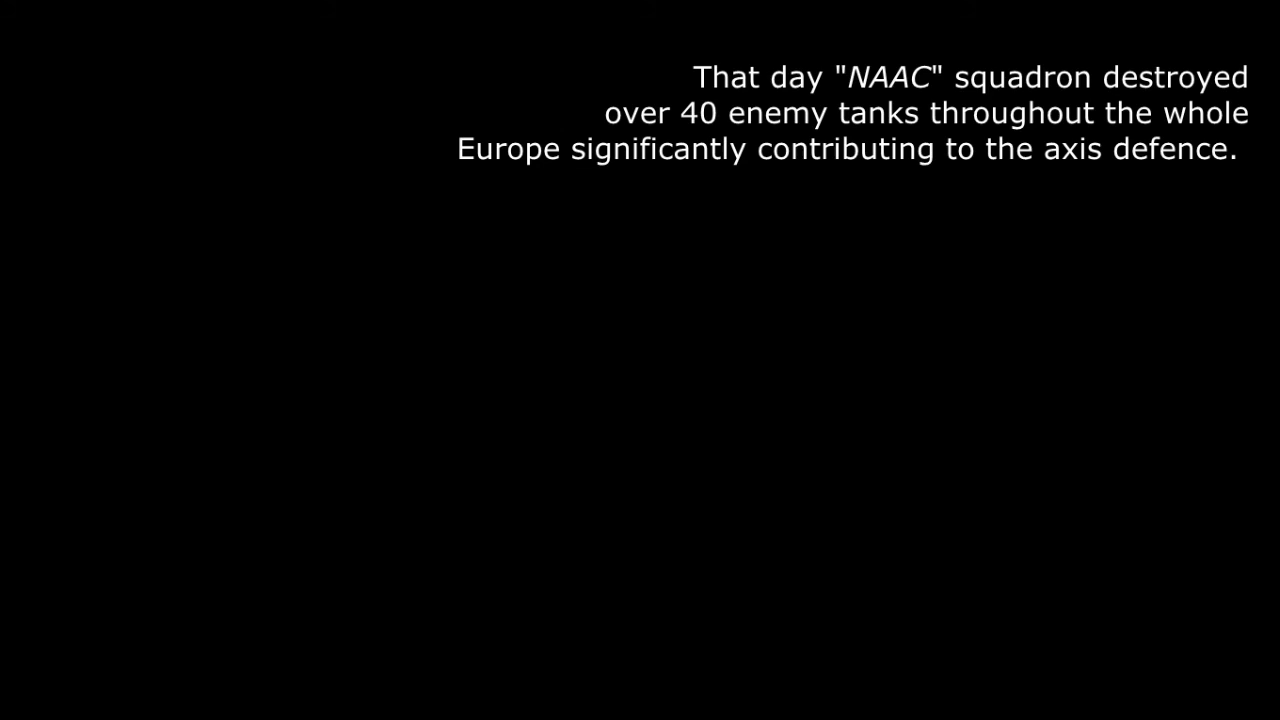 That day "NAAC" squadron destroyed
over 40 enemy tanks throughout the whole
Europe significantly contributing to the axis defence.